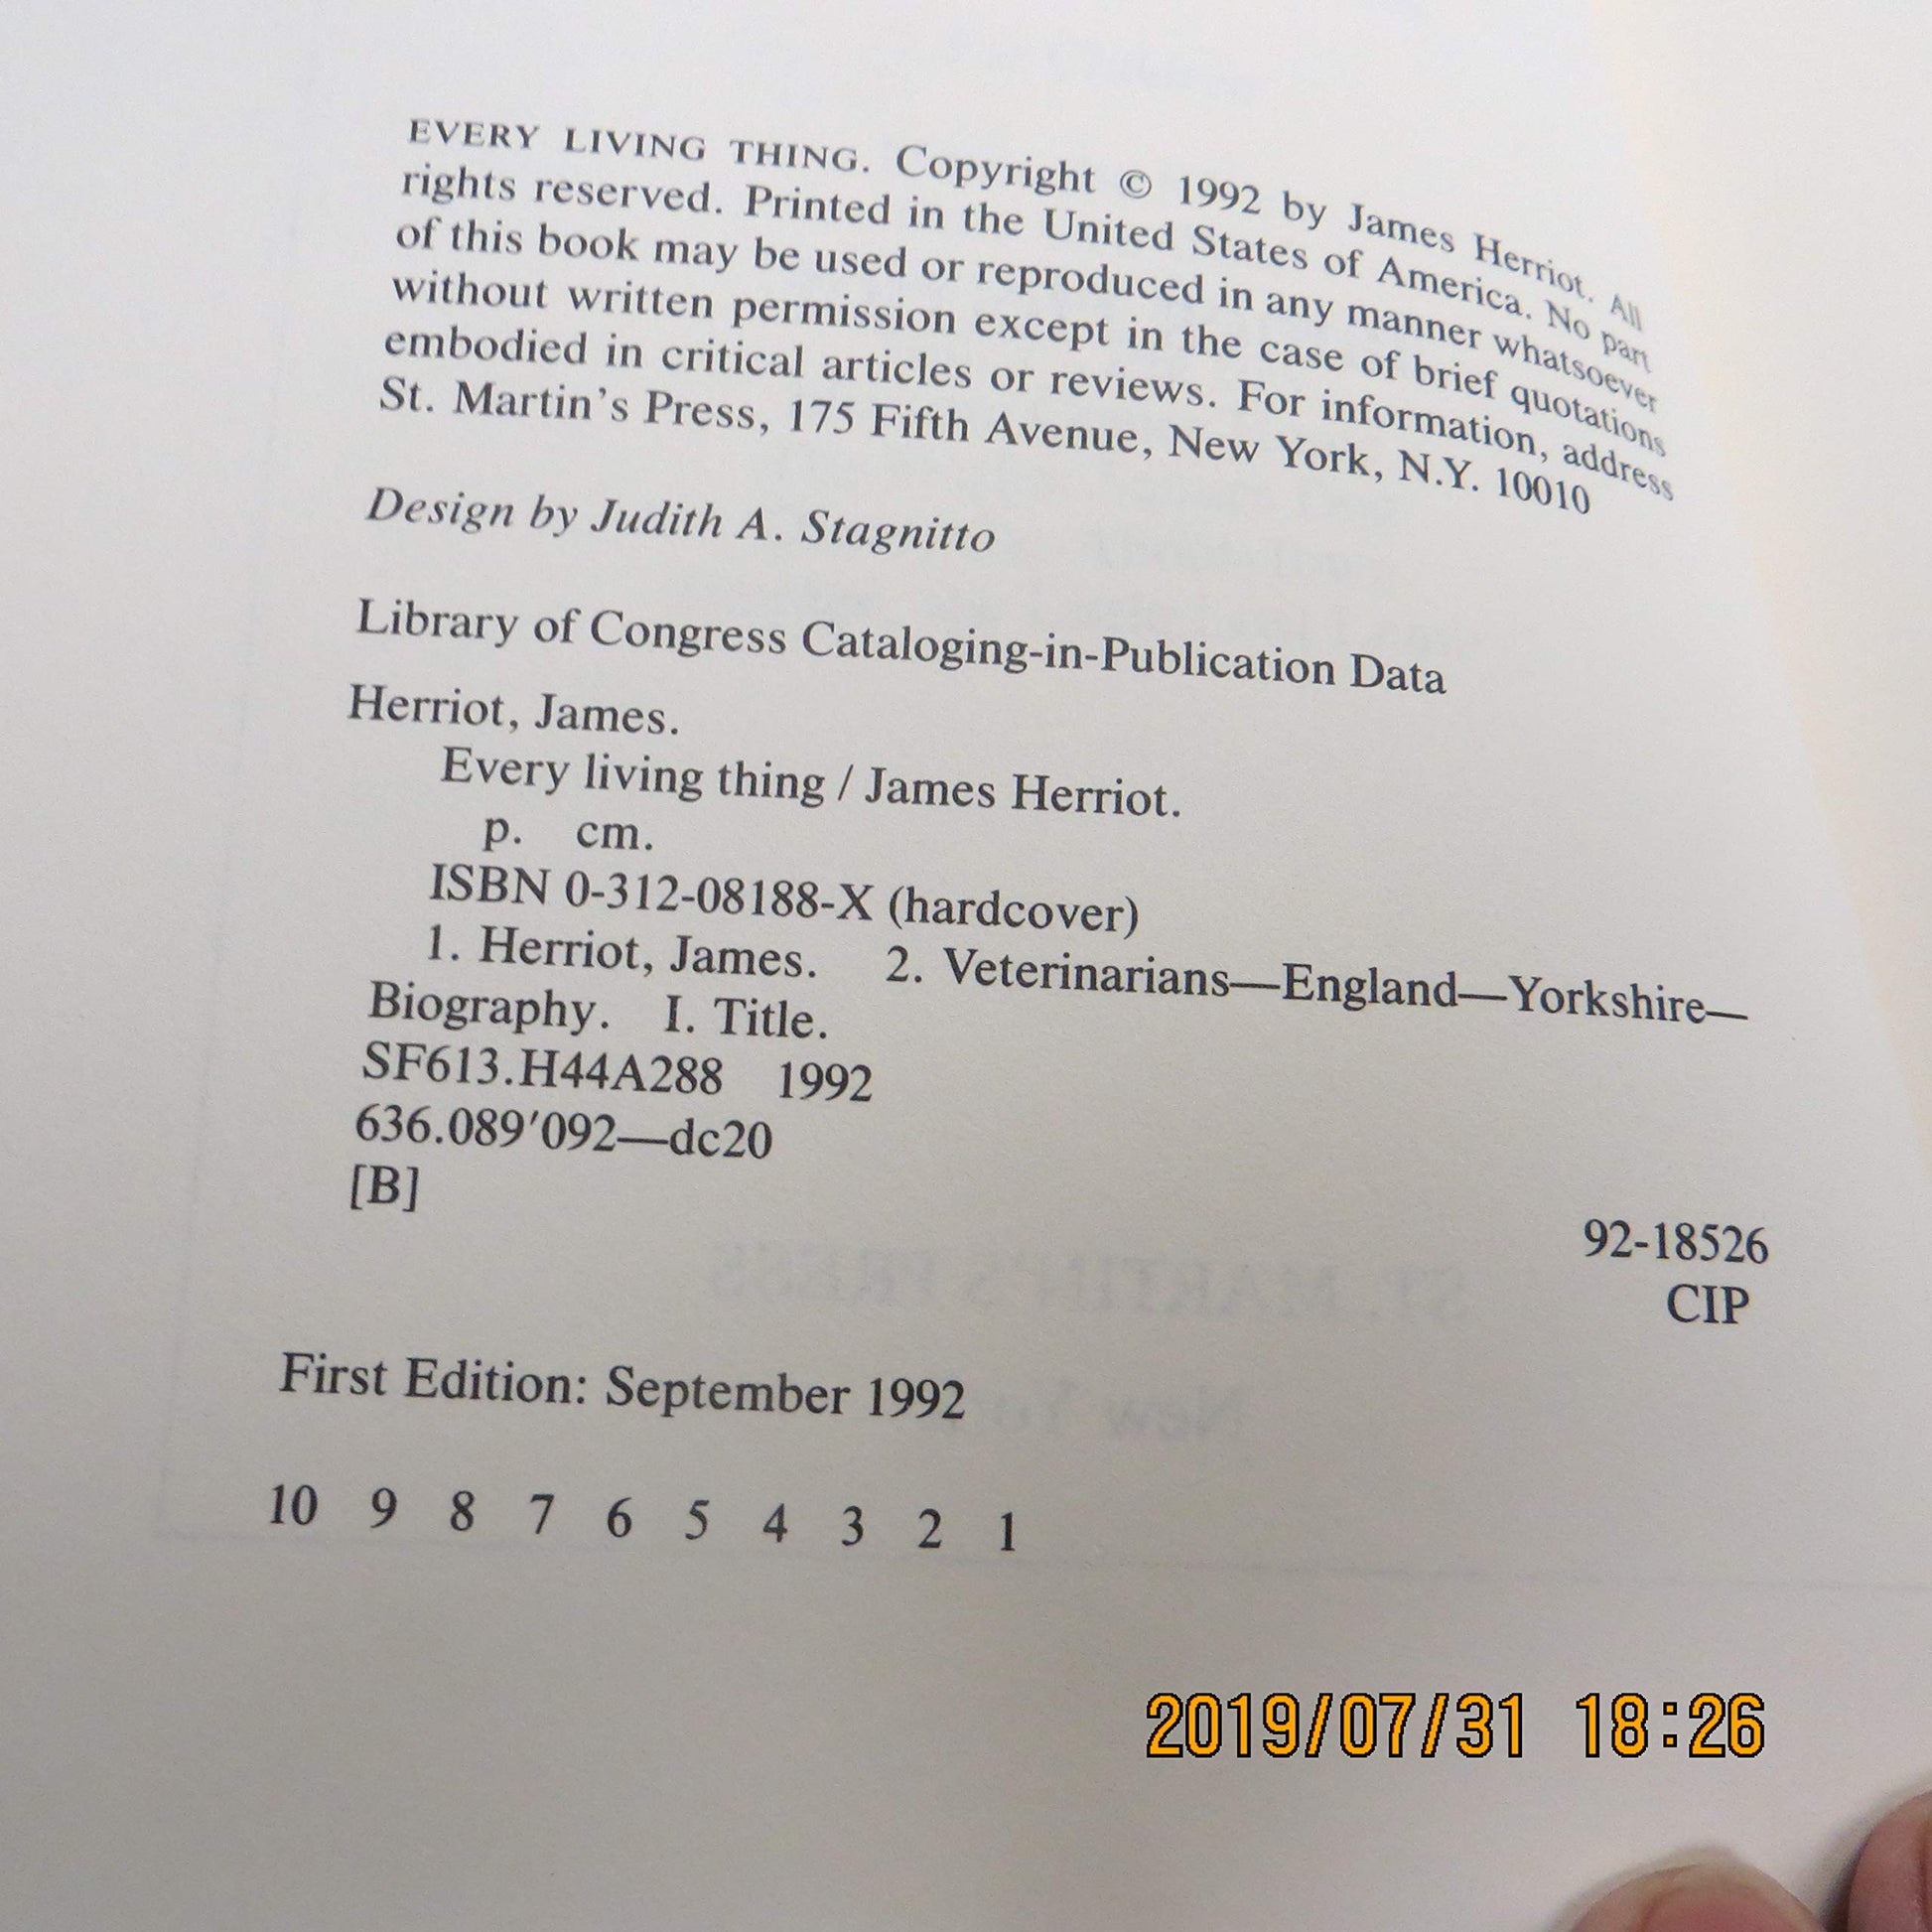 EVERY LIVING THING. Copyright © 1992 by James Herriot. All
rights reserved. Printed in the United States of America. No part
of this book may be used or reproduced in any manner whatsoever
without written permission except in the case of brief quotations
embodied in critical articles or reviews. For information, address
St. Martin's Press, 175 Fifth Avenue, New York, N.Y. 10010
Design by Judith A. Stagnitto
Library of Congress Cataloging-in-Publication Data
Herriot, James.
Every living thing / James Herriot.
p. cm.
ISBN 0-312-08188-X (hardcover)
1. Herriot, James. 2. Veterinarians—England—Yorkshire—
Biography. I. Title.
SF613.H44A288 1992
636.089′092—dc20
[B]
92-18526
CIP
First Edition: September 1992
10 9 8 7 6 5 4 3 2 1
2019/07/31 18:26